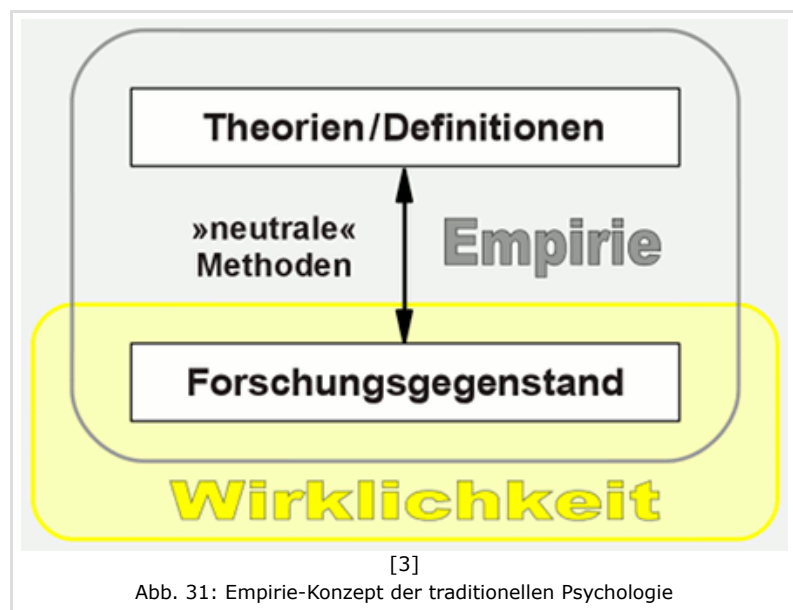 Theorien/Definitionen
»neutrale« Empirie
Methoden
Forschungsgegenstand
Wirklichkeit
[3]
Abb. 31: Empirie-Konzept der traditionellen Psychologie